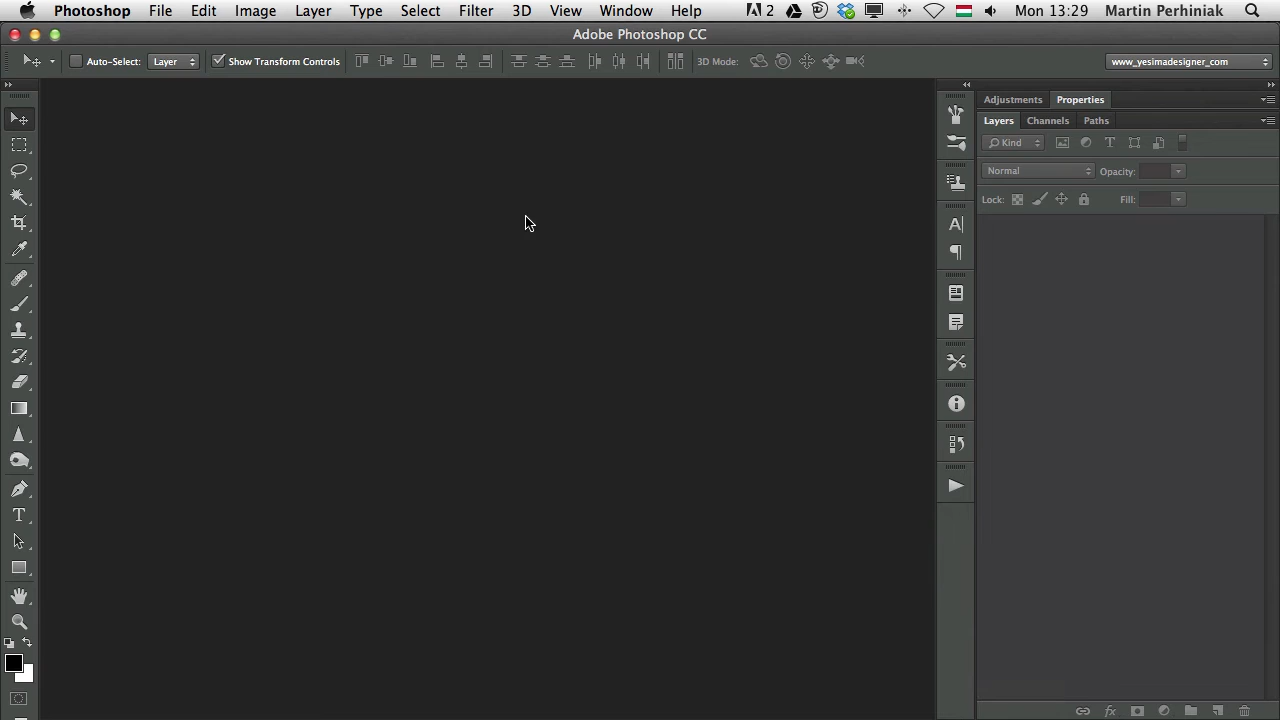 Photoshop File Edit Image Layer Type Select Filter 3D View Window Help 2 Mon 13:29 Martin Perhiniak
Adobe Photoshop CC
Auto-Select: Layer Show Transform Controls 3D Mode: www_yesimadesigner_com
Adjustments Properties
Layers Channels Paths
Kind
Normal Opacity:
Lock: Fill: